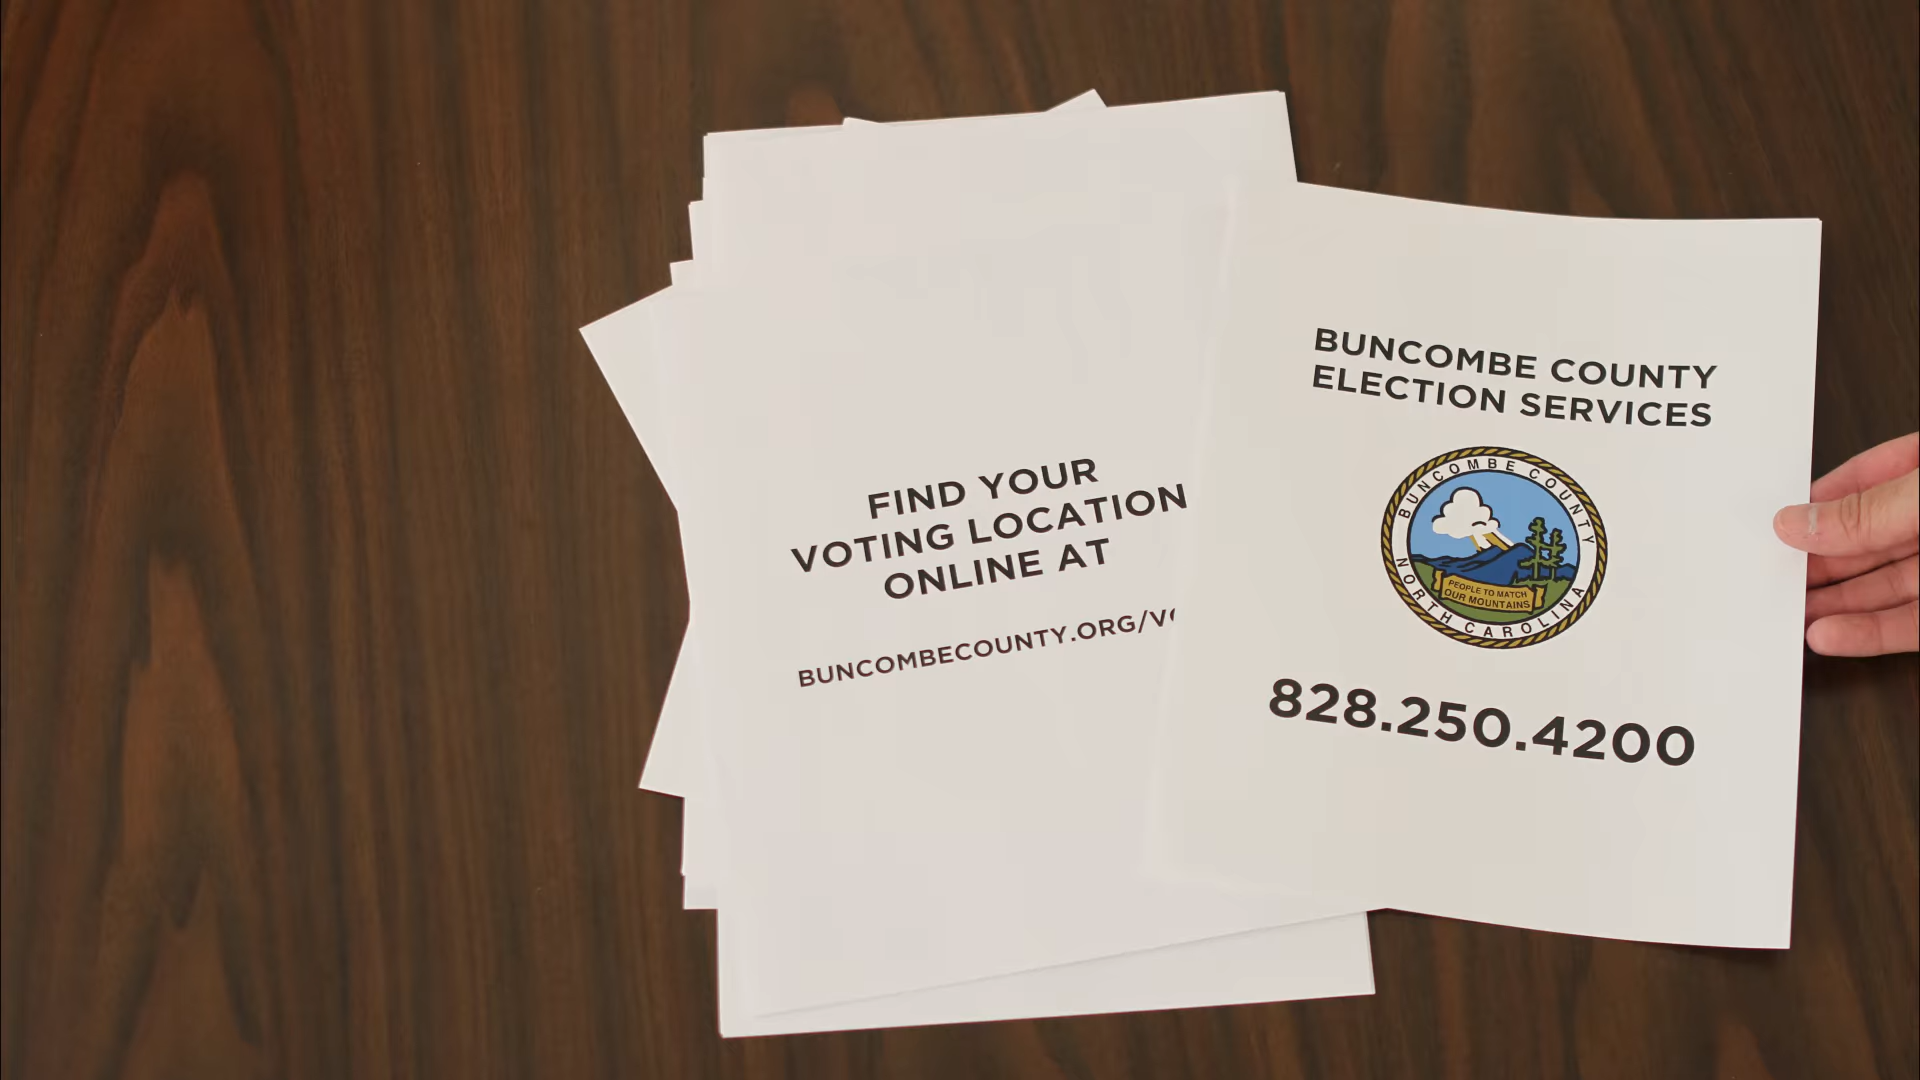 FIND YOUR
VOTING LOCATION
ONLINE AT
BUNCOMBECOUNTY.ORG/V
BUNCOMBE COUNTY
ELECTION SERVICES
BUNCOMBE COUNTY
PEOPLE TO MATCH
OUR MOUNTAINS
NORTH CAROLINA
828.250.4200